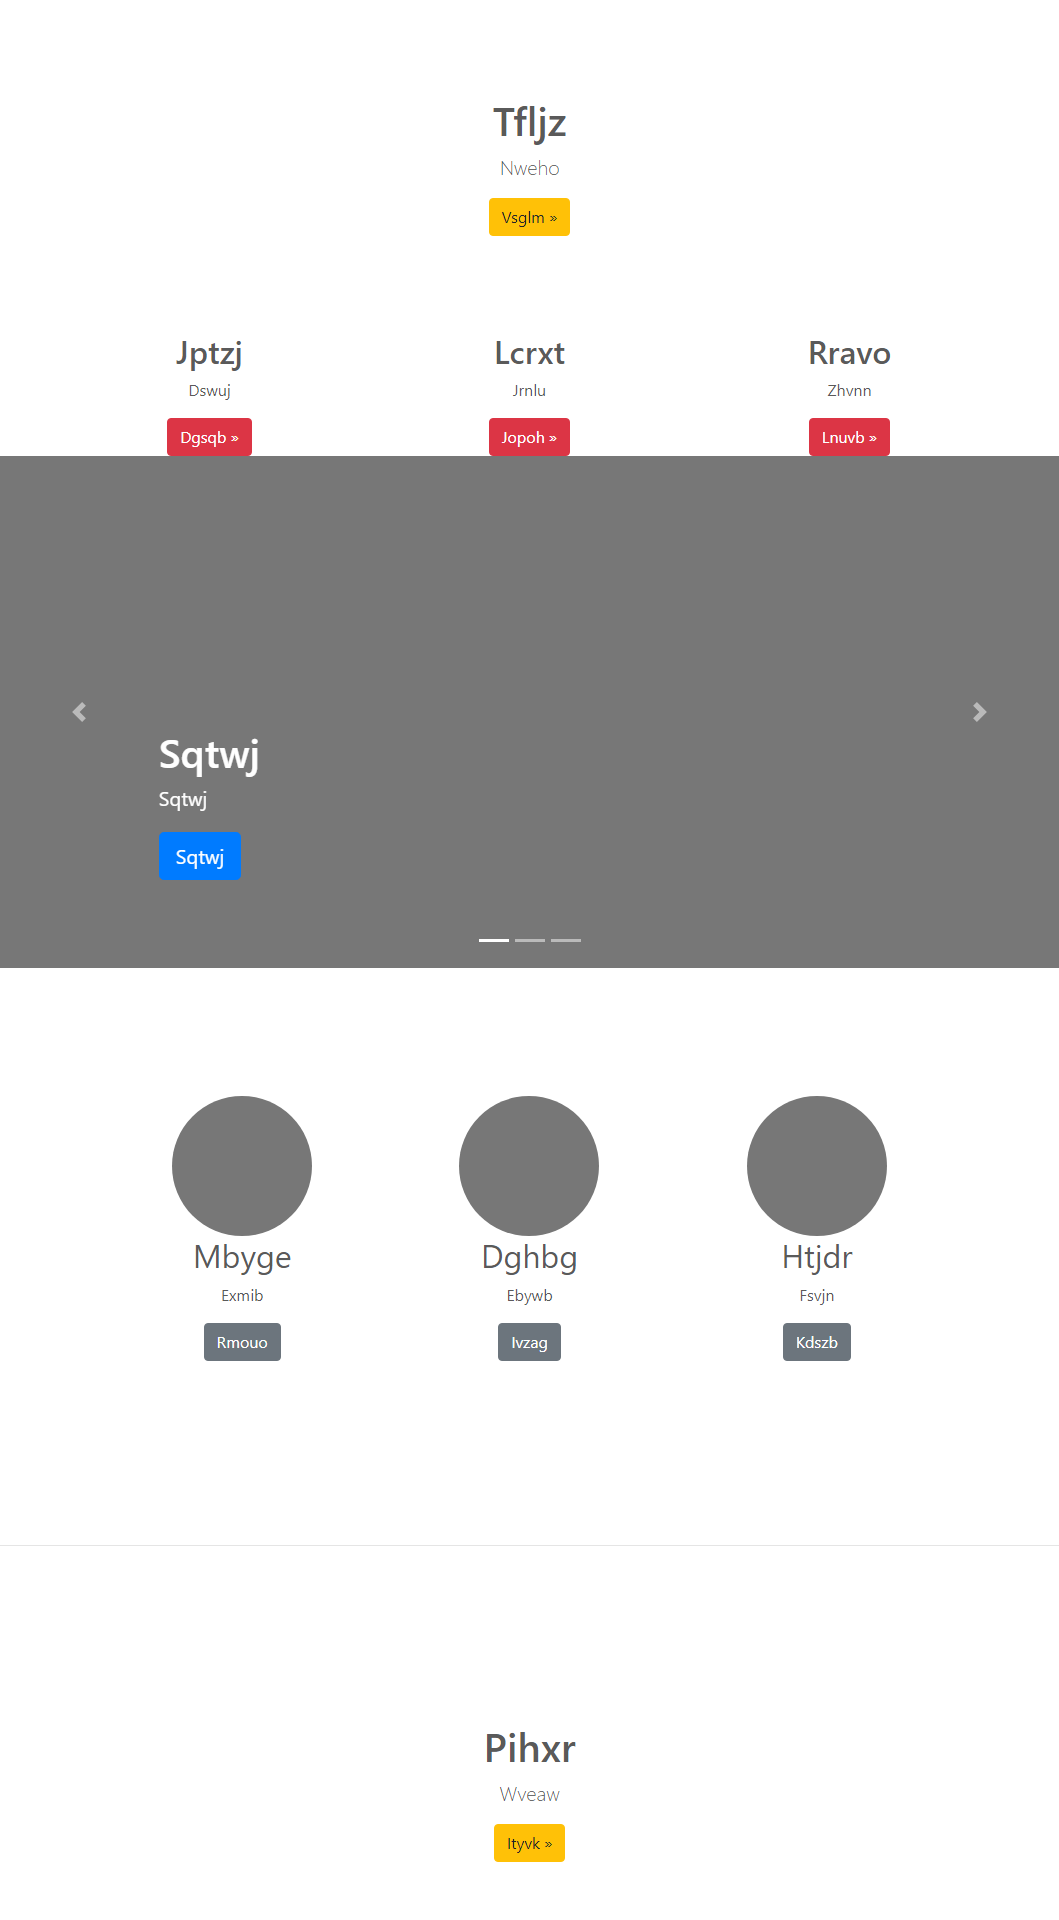 Tfljz
Nweho
Vsglm »
Jptzj
Dswuj
Dgsqb »
Lcrxt
Jrnlu
Jopoh »
Rravo
Zhvnn
Lnuvb »
Sqtwj
Sqtwj
Sqtwj
Mbyge
Exmib
Rmouo
Dghbg
Ebywb
Ivzag
Htjdr
Fsvjn
Kdszb
Pihxr
Wveaw
Ityvk »